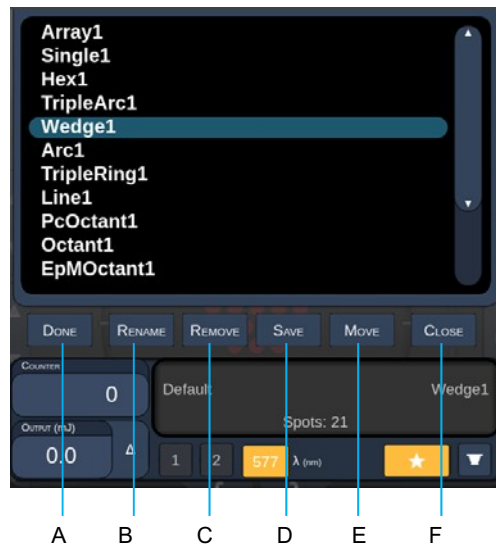 Array1
Single1
Hex1
TripleArc1
Wedge1
Arc1
TripleRing1
Line1
PcOctant1
Octant1
EpMOctant1
DONE RENAME REMOVE SAVE MOVE CLOSE
COUNTER
0
Default Wedge1
Spots: 21
OUTPUT (mJ)
0.0 Δ
1 2 577 λ (nm)
A B C D E F